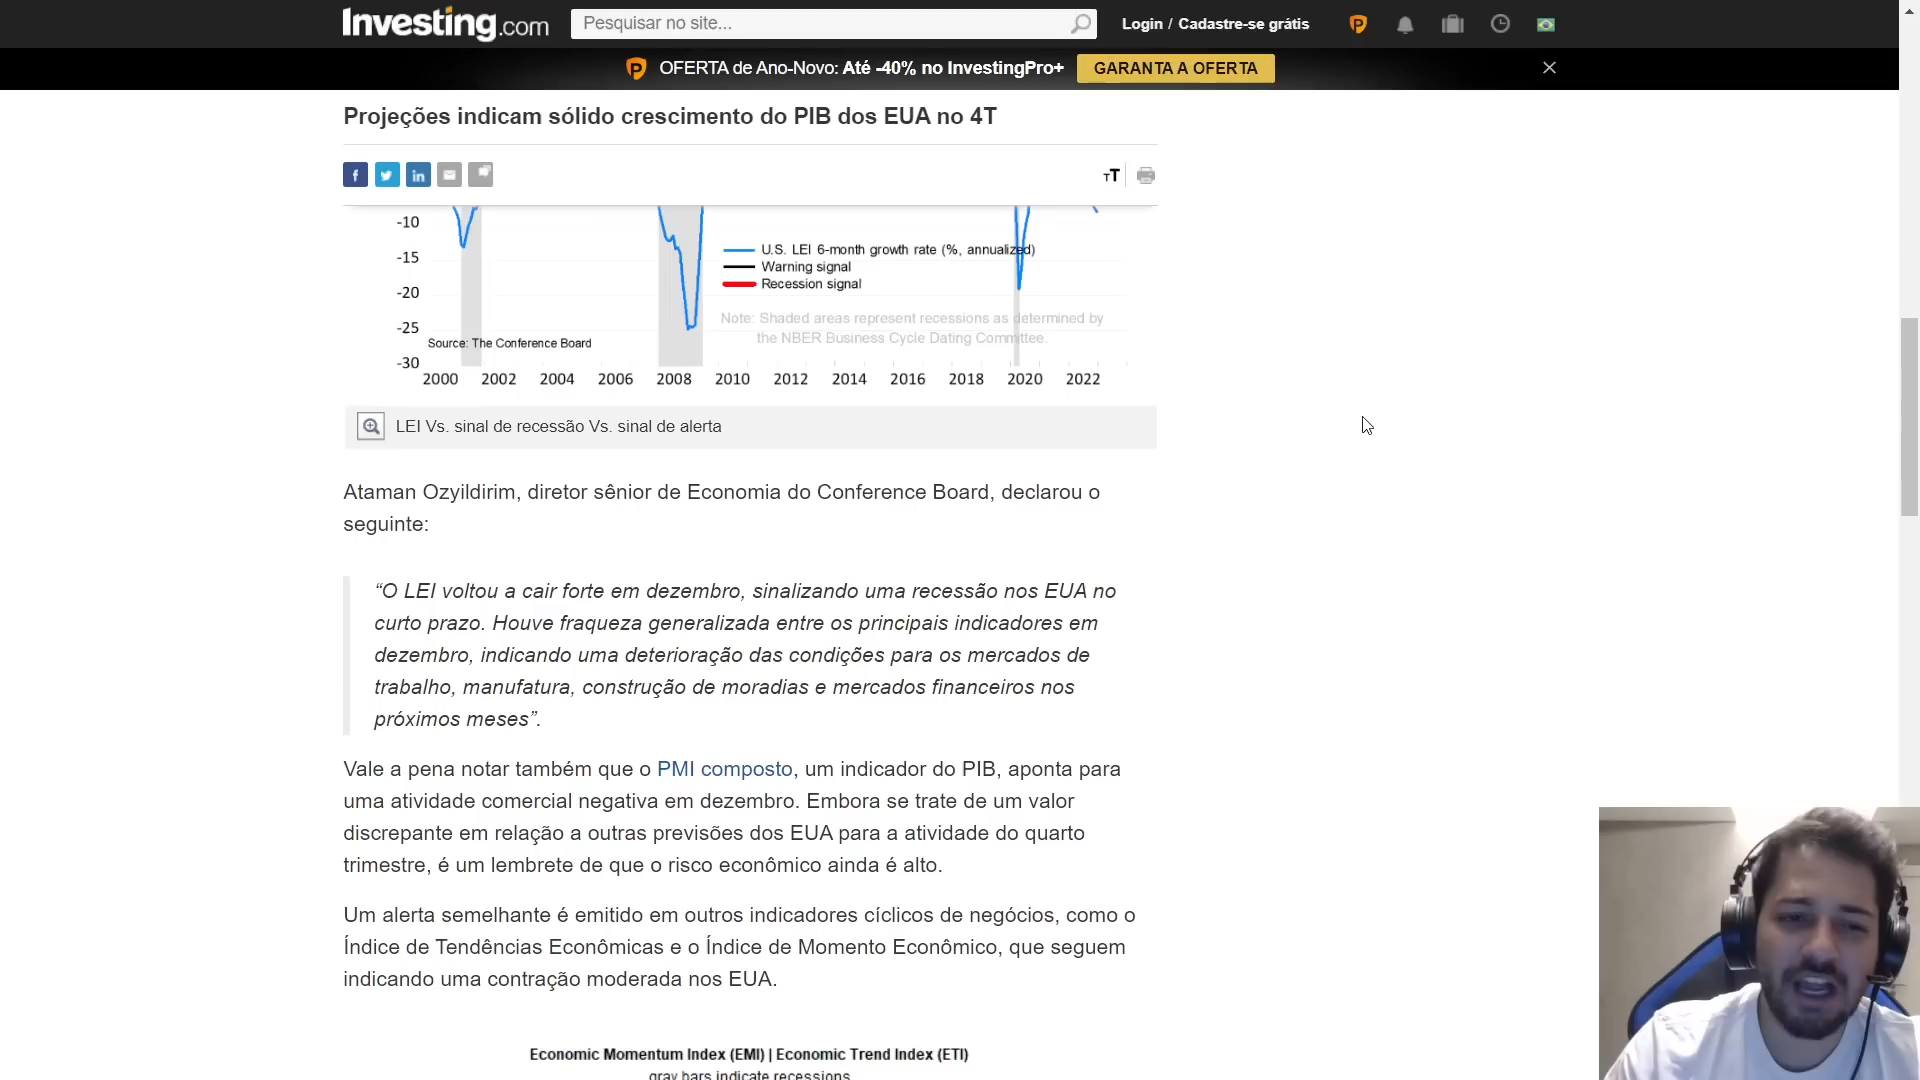 Investing.com
Pesquisar no site...
Login / Cadastre-se grátis
OFERTA de Ano-Novo: Até -40% no InvestingPro+
GARANTA A OFERTA
Projeções indicam sólido crescimento do PIB dos EUA no 4T
-10
-15
-20
-25
-30
U.S. LEI 6-month growth rate (%, annualized)
Warning signal
Recession signal
Note: Shaded areas represent recessions as determined by
the NBER Business Cycle Dating Committee.
Source: The Conference Board
2000 2002 2004 2006 2008 2010 2012 2014 2016 2018 2020 2022
LEI Vs. sinal de recessão Vs. sinal de alerta
Ataman Ozyildirim, diretor sênior de Economia do Conference Board, declarou o
seguinte:
“O LEI voltou a cair forte em dezembro, sinalizando uma recessão nos EUA no
curto prazo. Houve fraqueza generalizada entre os principais indicadores em
dezembro, indicando uma deterioração das condições para os mercados de
trabalho, manufatura, construção de moradias e mercados financeiros nos
próximos meses”.
Vale a pena notar também que o PMI composto, um indicador do PIB, aponta para
uma atividade comercial negativa em dezembro. Embora se trate de um valor
discrepante em relação a outras previsões dos EUA para a atividade do quarto
trimestre, é um lembrete de que o risco econômico ainda é alto.
Um alerta semelhante é emitido em outros indicadores cíclicos de negócios, como o
Índice de Tendências Econômicas e o Índice de Momento Econômico, que seguem
indicando uma contração moderada nos EUA.
Economic Momentum Index (EMI) | Economic Trend Index (ETI)
gray bars indicate recessions